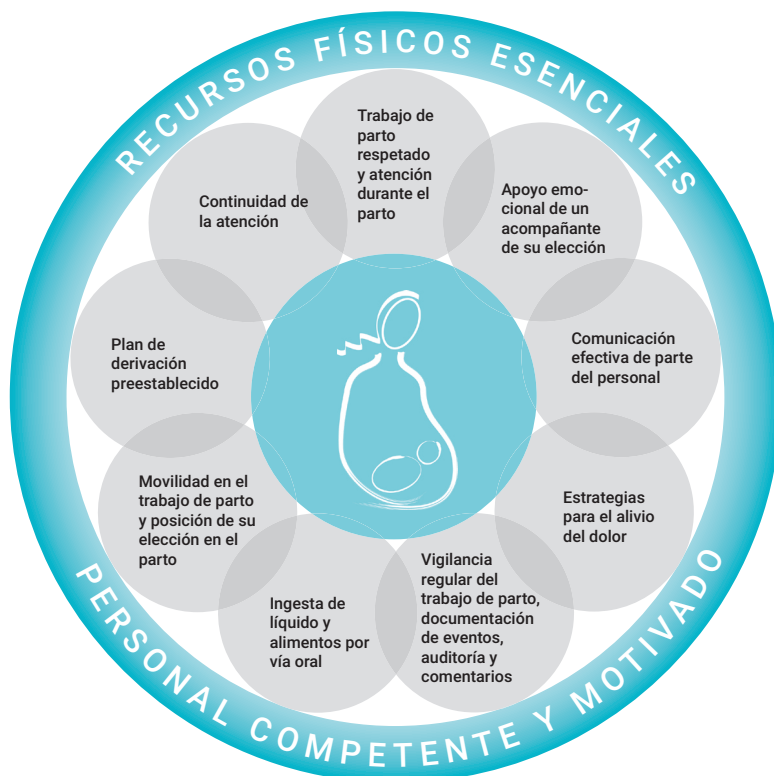 RECURSOS FÍSICOS ESENCIALES
Trabajo de
parto
respetado
y atención
durante el
parto
Apoyo emo-
cional de un
acompañante
de su elección
Comunicación
efectiva de parte
del personal
Estrategias
para el alivio
del dolor
Vigilancia
regular del
trabajo de parto,
documentación
de eventos,
auditoría y
comentarios
Ingesta de
líquido y
alimentos por
vía oral
Movilidad en el
trabajo de parto
y posición de su
elección en el
parto
Plan de
derivación
preestablecido
Continuidad de
la atención
PERSONAL COMPETENTE Y MOTIVADO